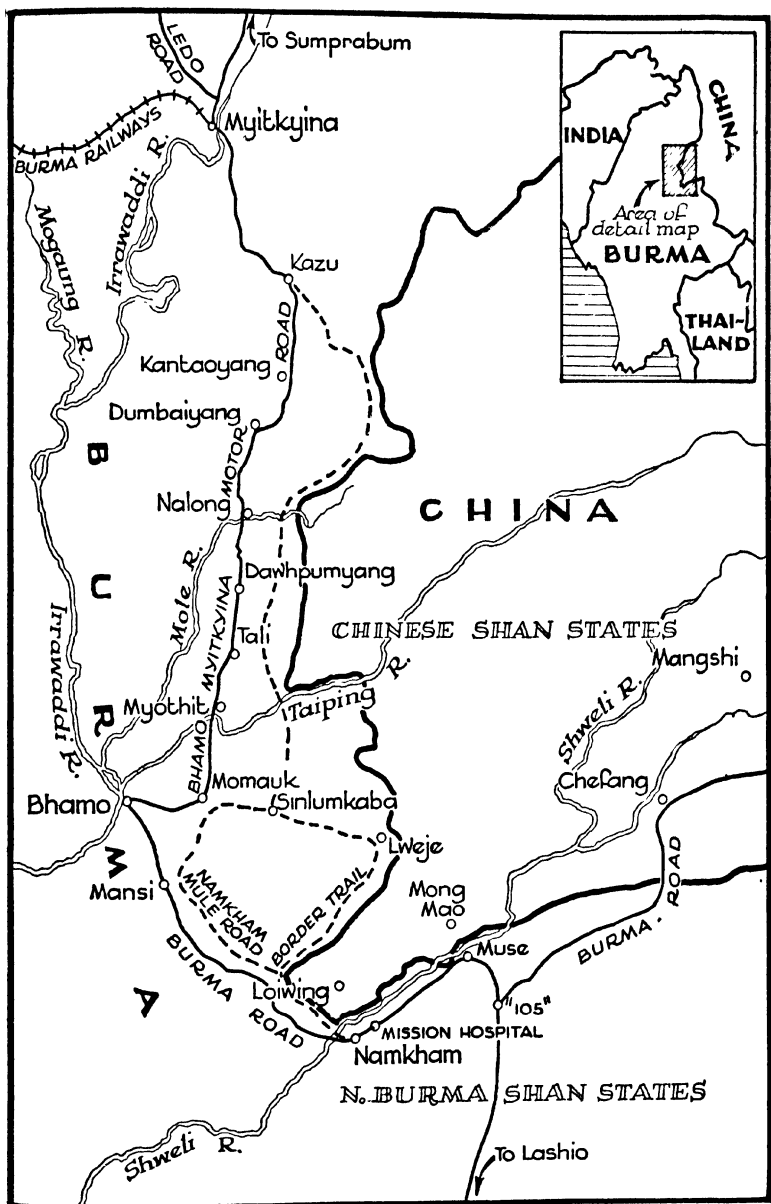 LEDO
ROAD
To Sumprabum
BURMA RAILWAYS
Myitkyina
Mogaung R.
Irrawaddi R.
INDIA
CHINA
Area of
detail map
BURMA
THAI-
LAND
Kazu
Kantaoyang
Dumbaiyang
BHAMO MYITKYINA MOTOR ROAD
Nalong
Mole R.
Dawhpumyang
CHINA
CHINESE SHAN STATES
Tali
Mangshi
Irrawaddi R.
Myothit
Taiping R.
Shweli R.
BURMA
Bhamo
Momauk
Sinlumkaba
Chefang
Lweje
Mansi
NAMKHAM
MULE ROAD
BORDER TRAIL
Mong
Mao
BURMA ROAD
BURMA - ROAD
Muse
Loiwing
"105"
MISSION HOSPITAL
Namkham
N. BURMA SHAN STATES
Shweli R.
To Lashio